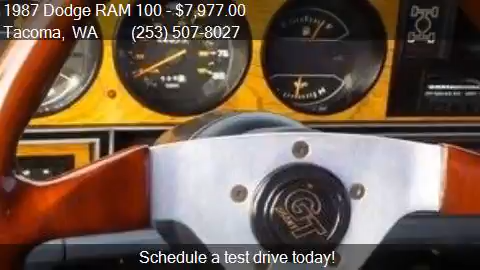 1987 Dodge RAM 100 - $7,977.00
Tacoma, WA (253) 507-8027
GT
Schedule a test drive today!